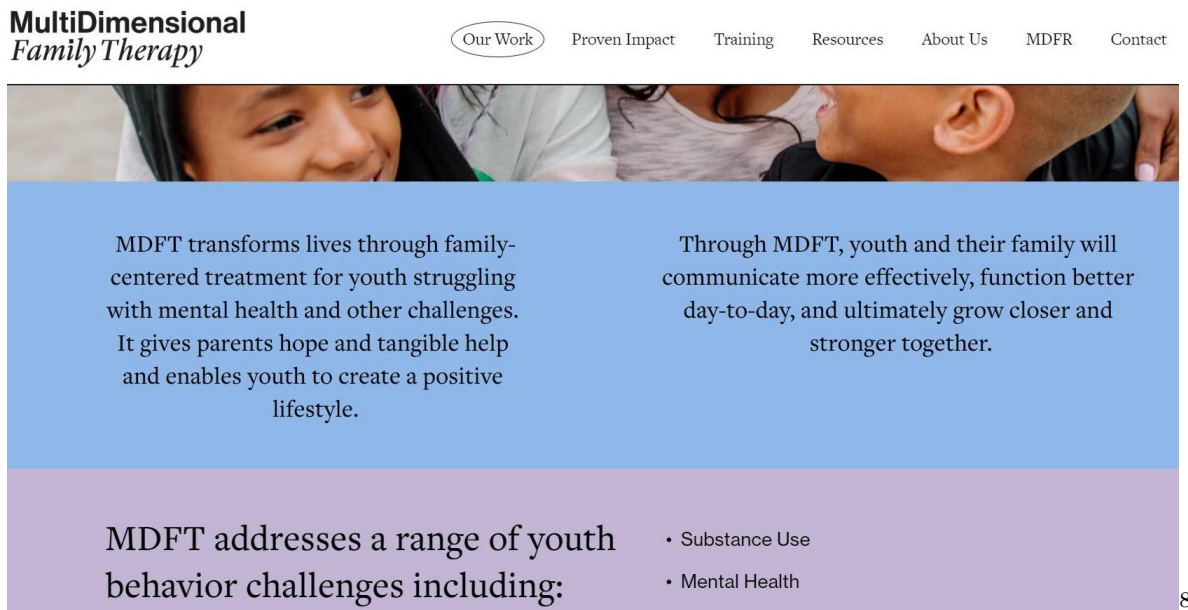 MultiDimensional
Family Therapy
Our Work
Proven Impact
Training
Resources
About Us
MDFR
Contact
MDFT transforms lives through family-
centered treatment for youth struggling
with mental health and other challenges.
It gives parents hope and tangible help
and enables youth to create a positive
lifestyle.
Through MDFT, youth and their family will
communicate more effectively, function better
day-to-day, and ultimately grow closer and
stronger together.
MDFT addresses a range of youth
behavior challenges including:
• Substance Use
• Mental Health
8